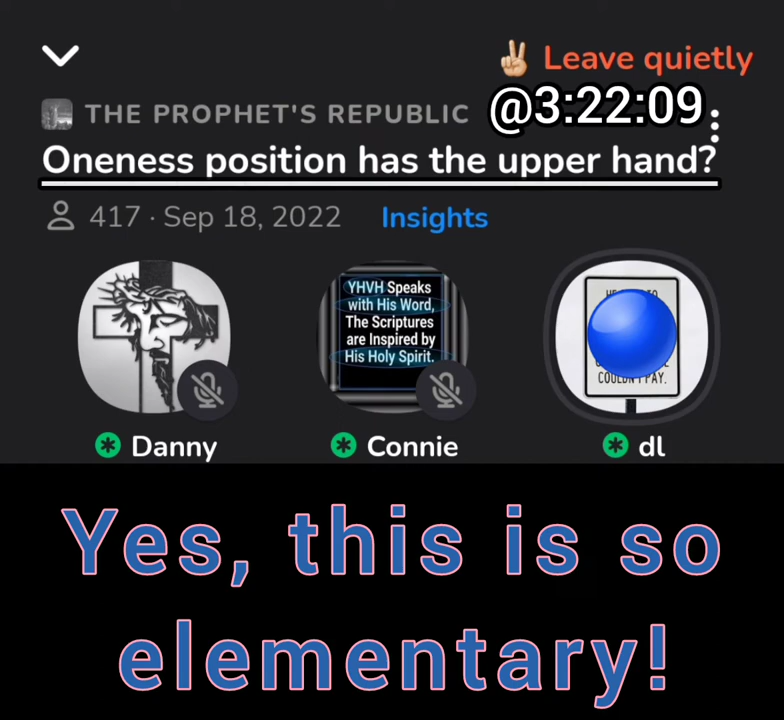 ✌🏼 Leave quietly
THE PROPHET'S REPUBLIC @3:22:09
Oneness position has the upper hand?
417 · Sep 18, 2022 Insights
YHVH Speaks
with His Word,
The Scriptures
are Inspired by
His Holy Spirit.
COULDN'T PAY.
Danny Connie dl
Yes, this is so
elementary!